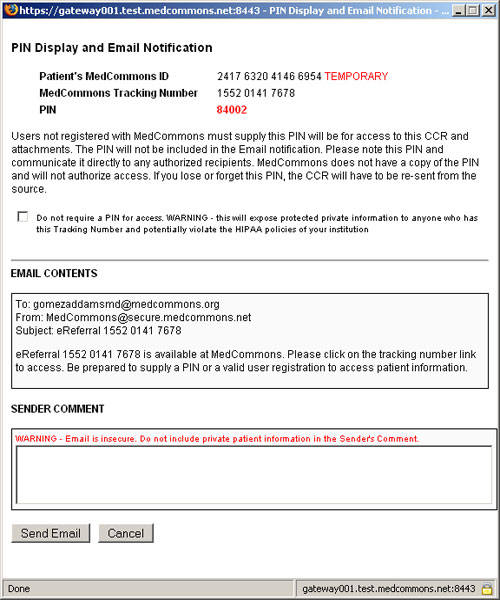 https://gateway001.test.medcommons.net:8443 - PIN Display and Email Notification - ...
PIN Display and Email Notification
Patient's MedCommons ID 2417 6320 4146 6954 TEMPORARY
MedCommons Tracking Number 1552 0141 7678
PIN 84002
Users not registered with MedCommons must supply this PIN will be for access to this CCR and
attachments. The PIN will not be included in the Email notification. Please note this PIN and
communicate it directly to any authorized recipients. MedCommons does not have a copy of the PIN
and will not authorize access. If you lose or forget this PIN, the CCR will have to be re-sent from the
source.
Do not require a PIN for access. WARNING - this will expose protected private information to anyone who has
this Tracking Number and potentially violate the HIPAA policies of your institution
EMAIL CONTENTS
To: gomezaddamsmd@medcommons.org
From: MedCommons@secure.medcommons.net
Subject: eReferral 1552 0141 7678
eReferral 1552 0141 7678 is available at MedCommons. Please click on the tracking number link
to access. Be prepared to supply a PIN or a valid user registration to access patient information.
SENDER COMMENT
WARNING - Email is insecure. Do not include private patient information in the Sender's Comment.
Send Email Cancel
Done gateway001.test.medcommons.net:8443